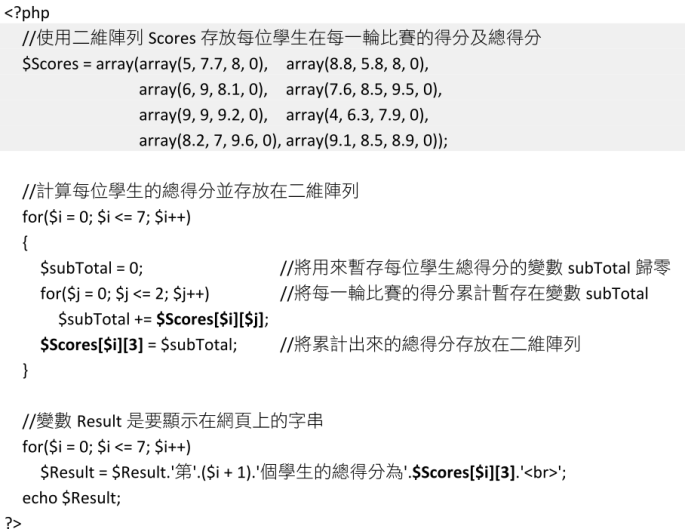 <?php
//使用二維陣列 Scores 存放每位學生在每一輪比賽的得分及總得分
$Scores = array(array(5, 7.7, 8, 0), array(8.8, 5.8, 8, 0),
array(6, 9, 8.1, 0), array(7.6, 8.5, 9.5, 0),
array(9, 9, 9.2, 0), array(4, 6.3, 7.9, 0),
array(8.2, 7, 9.6, 0), array(9.1, 8.5, 8.9, 0));
//計算每位學生的總得分並存放在二維陣列
for($i = 0; $i <= 7; $i++)
{
$subTotal = 0; //將用來暫存每位學生總得分的變數 subTotal 歸零
for($j = 0; $j <= 2; $j++) //將每一輪比賽的得分累計暫存在變數 subTotal
$subTotal += $Scores[$i][$j];
$Scores[$i][3] = $subTotal; //將累計出來的總得分存放在二維陣列
}
//變數 Result 是要顯示在網頁上的字串
for($i = 0; $i <= 7; $i++)
$Result = $Result.'第'.($i + 1).'個學生的總得分為'.$Scores[$i][3].'<br>';
echo $Result;
?>